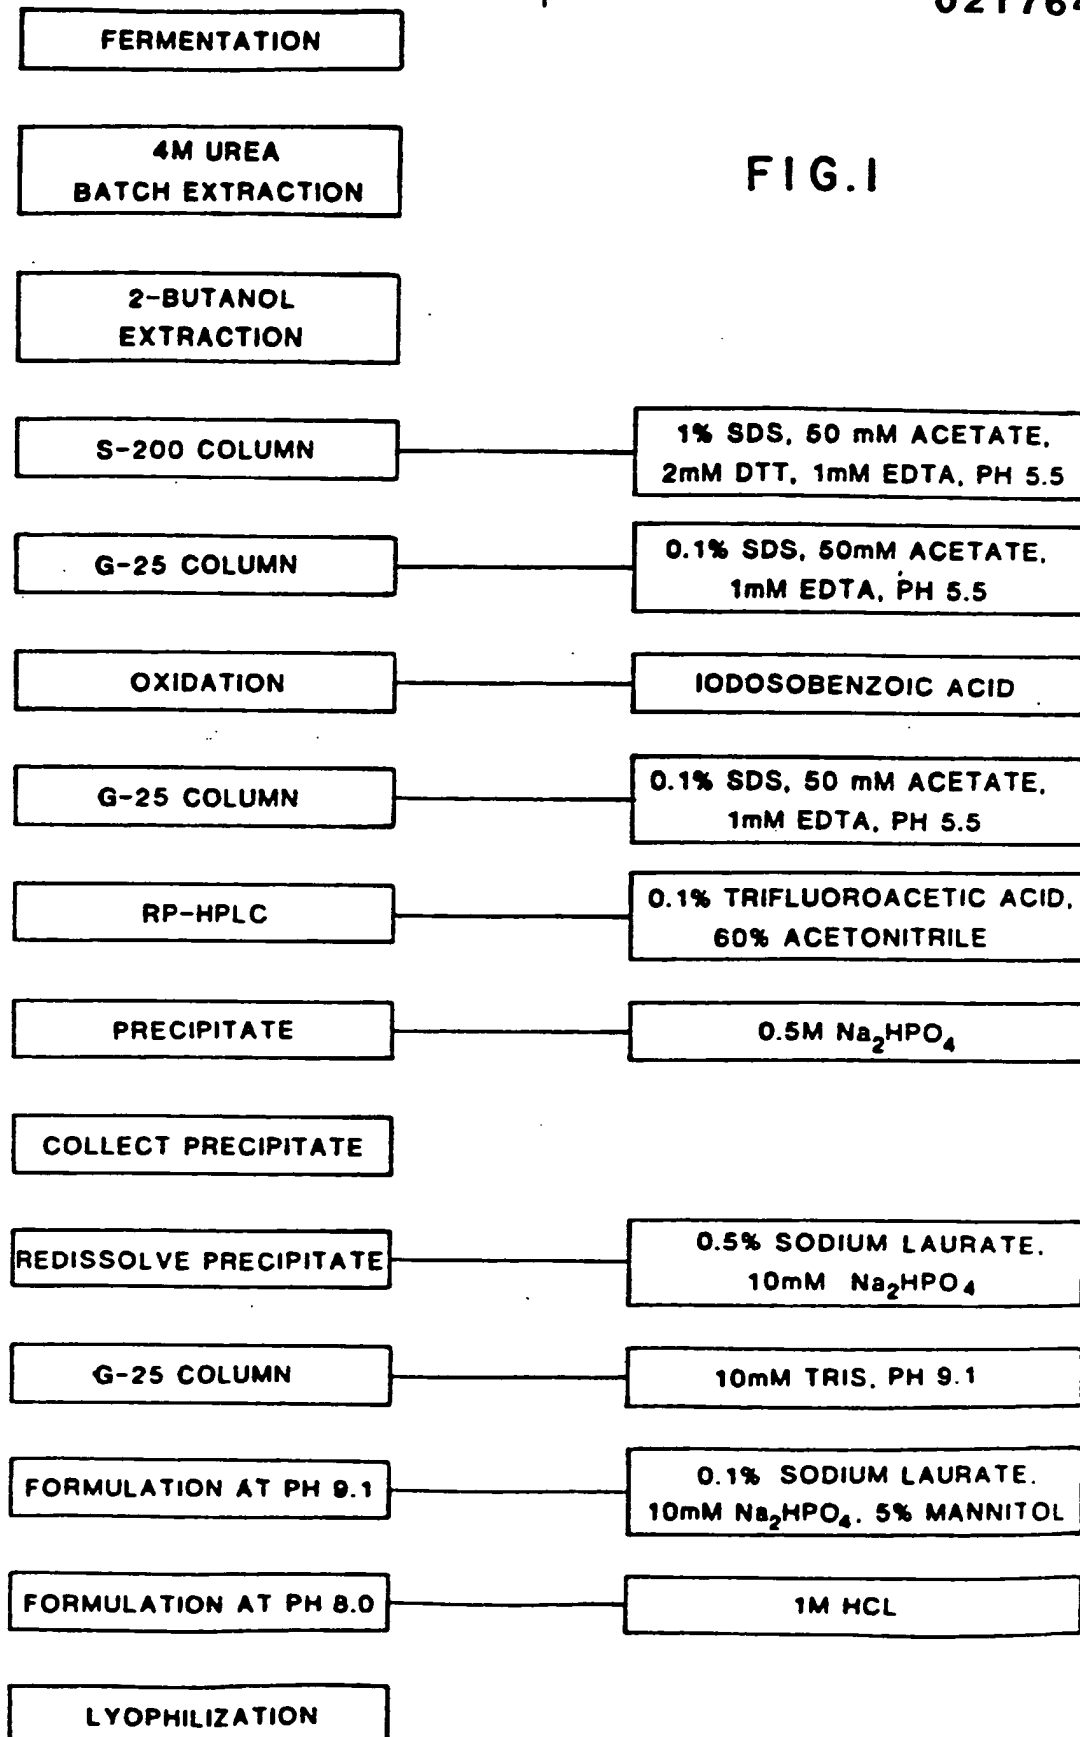 021764
FERMENTATION
4M UREA
BATCH EXTRACTION
FIG.1
2-BUTANOL
EXTRACTION
S-200 COLUMN
1% SDS, 50 mM ACETATE,
2mM DTT, 1mM EDTA, PH 5.5
G-25 COLUMN
0.1% SDS, 50mM ACETATE,
1mM EDTA, PH 5.5
OXIDATION
IODOSOBENZOIC ACID
G-25 COLUMN
0.1% SDS, 50 mM ACETATE,
1mM EDTA, PH 5.5
RP-HPLC
0.1% TRIFLUOROACETIC ACID,
60% ACETONITRILE
PRECIPITATE
0.5M Na₂HPO₄
COLLECT PRECIPITATE
REDISSOLVE PRECIPITATE
0.5% SODIUM LAURATE.
10mM Na₂HPO₄
G-25 COLUMN
10mM TRIS, PH 9.1
FORMULATION AT PH 9.1
0.1% SODIUM LAURATE.
10mM Na₂HPO₄. 5% MANNITOL
FORMULATION AT PH 8.0
1M HCL
LYOPHILIZATION